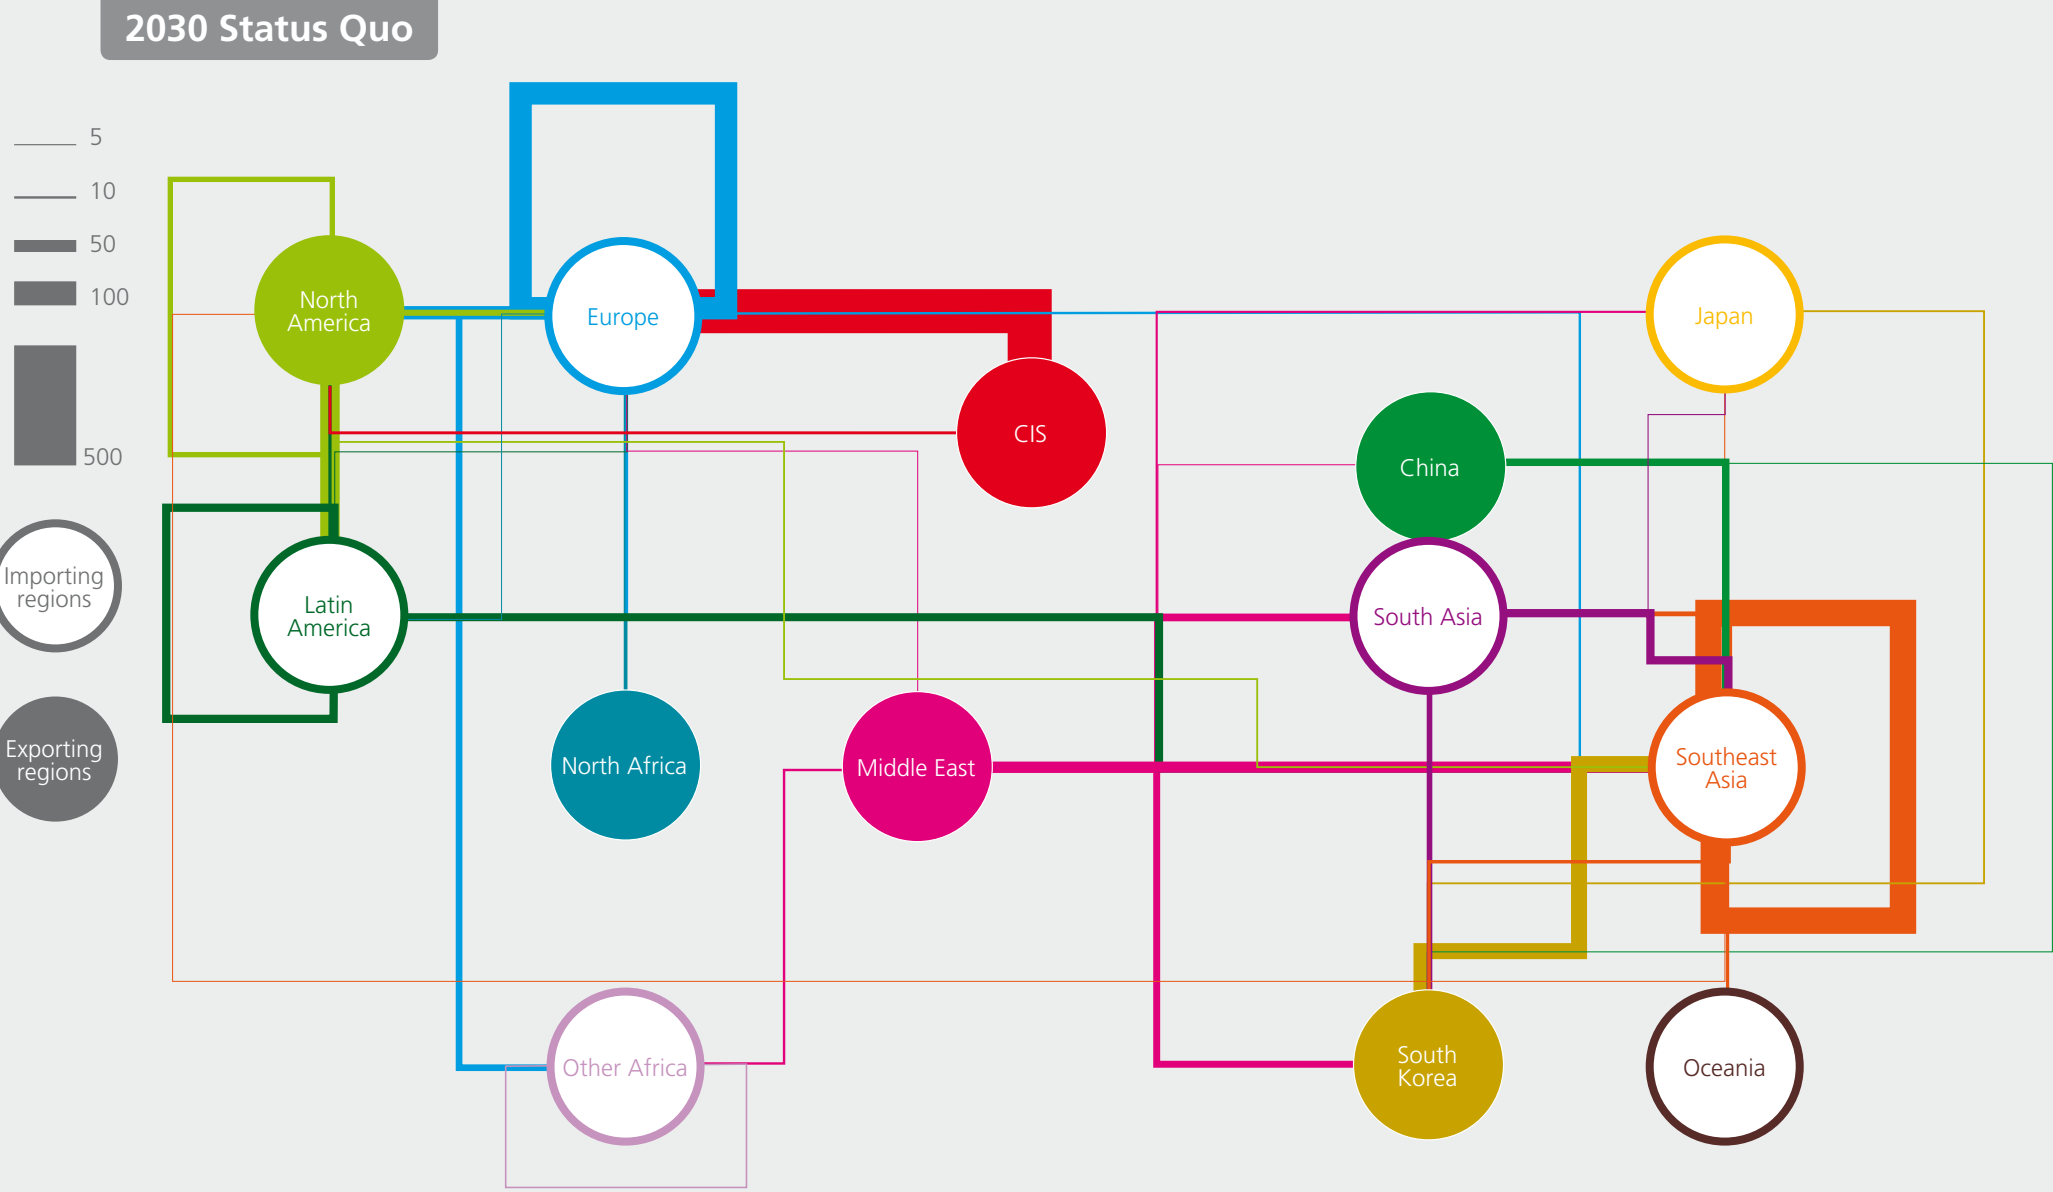 2030 Status Quo
5
10
50
100
500
Importing
regions
Exporting
regions
North
America
Europe
CIS
Japan
China
Latin
America
South Asia
North Africa
Middle East
Southeast
Asia
Other Africa
South
Korea
Oceania